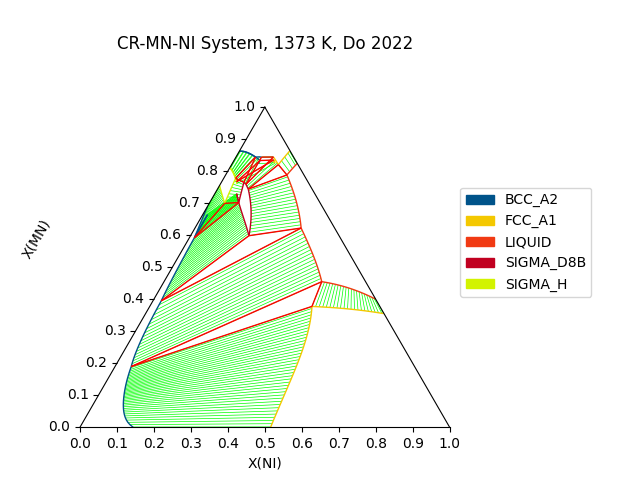 CR-MN-NI System, 1373 K, Do 2022
1.0
0.9
0.8
0.7
0.6
0.5
0.4
0.3
0.2
0.1
0.0
X(MN)
0.0 0.1 0.2 0.3 0.4 0.5 0.6 0.7 0.8 0.9 1.0
X(NI)
BCC_A2
FCC_A1
LIQUID
SIGMA_D8B
SIGMA_H